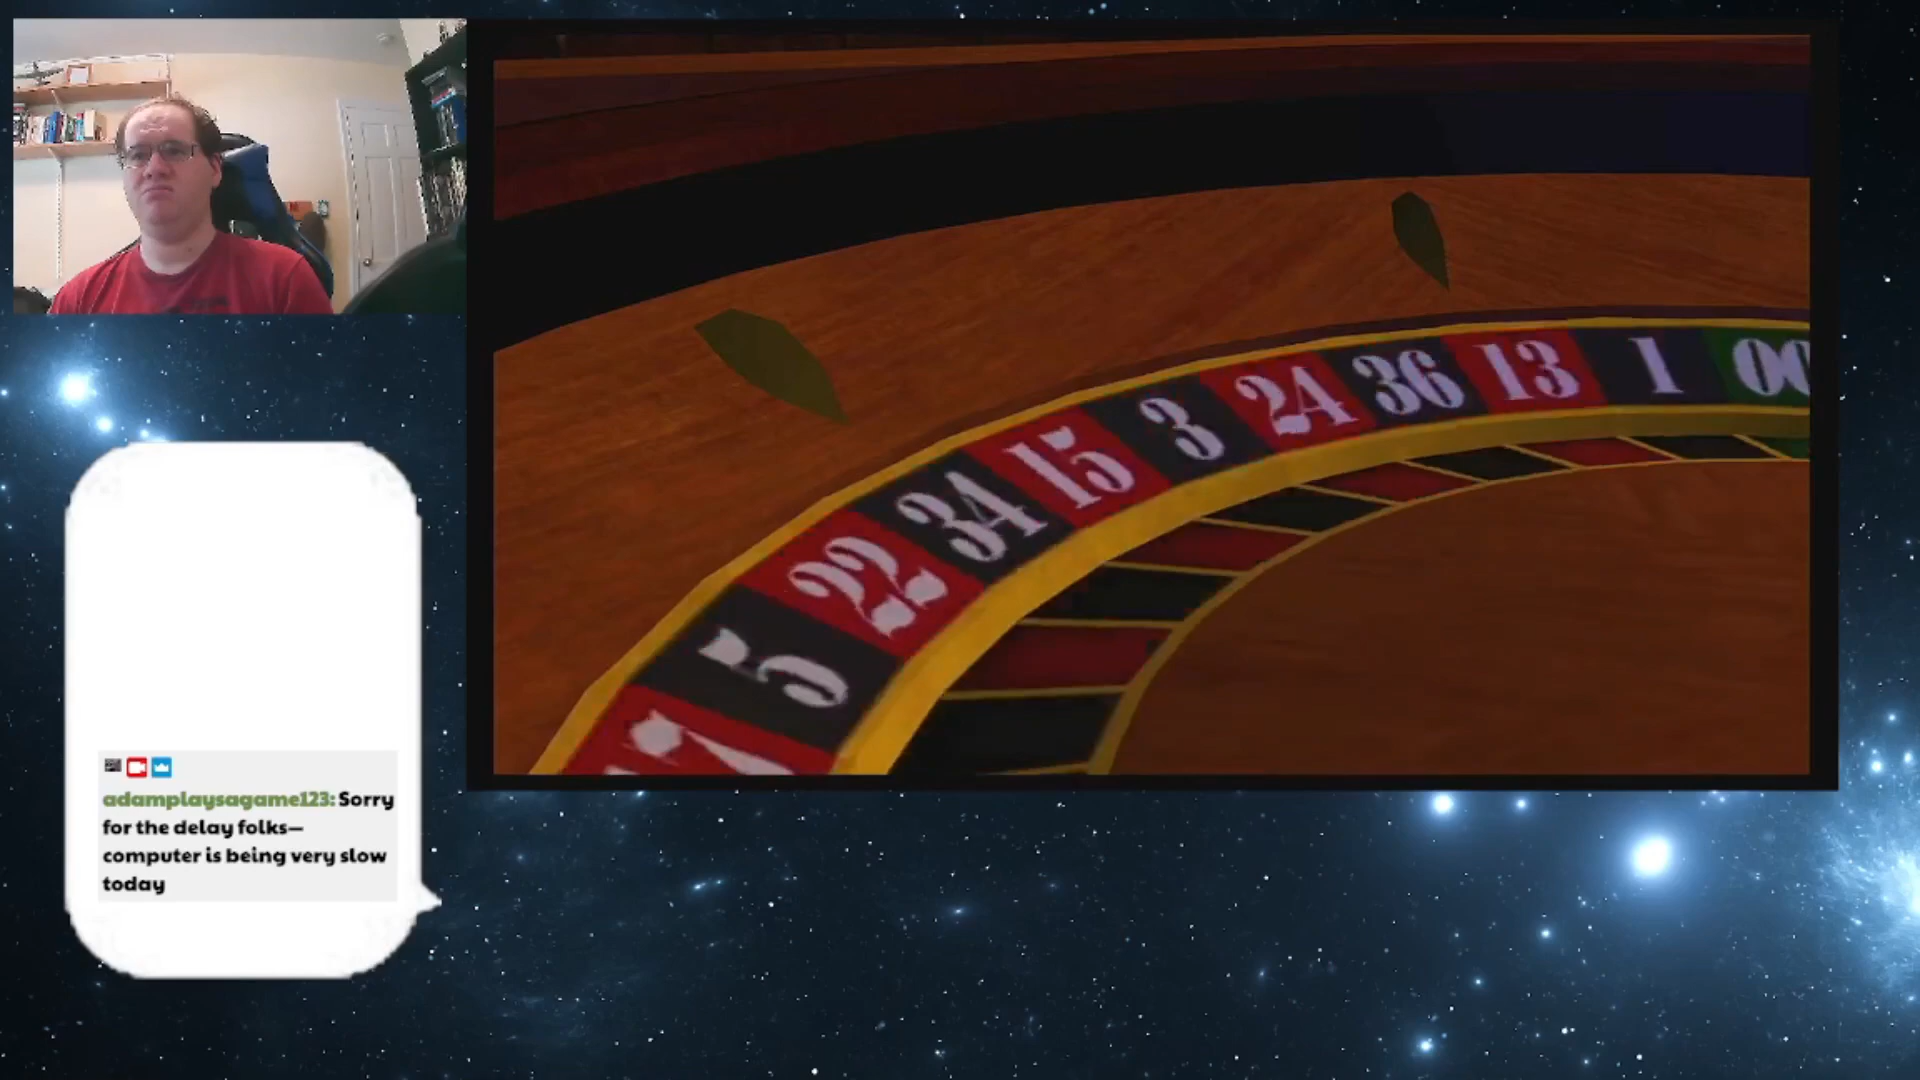 00
1
13
36
24
3
15
34
22
5
adamplaysagame123: Sorry
for the delay folks—
computer is being very slow
today